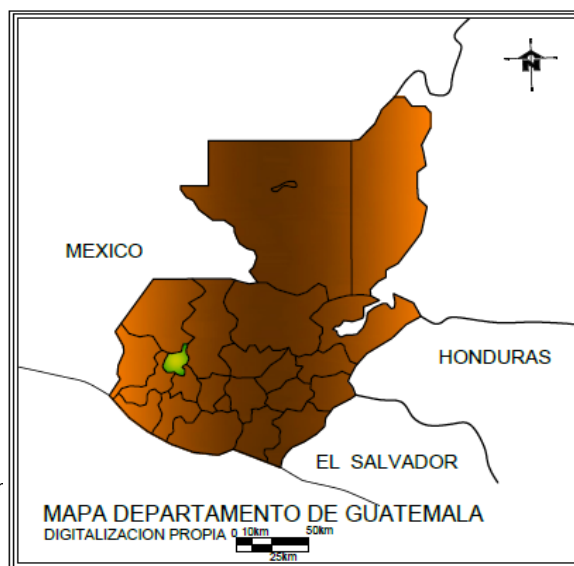 N
MEXICO
HONDURAS
EL SALVADOR
MAPA DEPARTAMENTO DE GUATEMALA
DIGITALIZACION PROPIA 0 10km 50km
25km